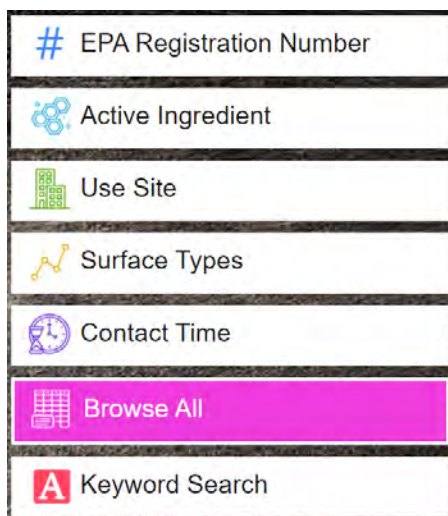 # EPA Registration Number
Active Ingredient
Use Site
Surface Types
Contact Time
Browse All
A Keyword Search